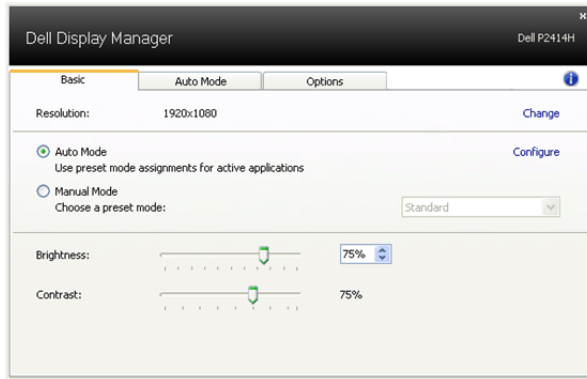 Dell Display Manager
Dell P2414H
Basic
Auto Mode
Options
Resolution:
1920x1080
Change
Auto Mode
Configure
Use preset mode assignments for active applications
Manual Mode
Choose a preset mode:
Standard
Brightness:
75%
Contrast:
75%